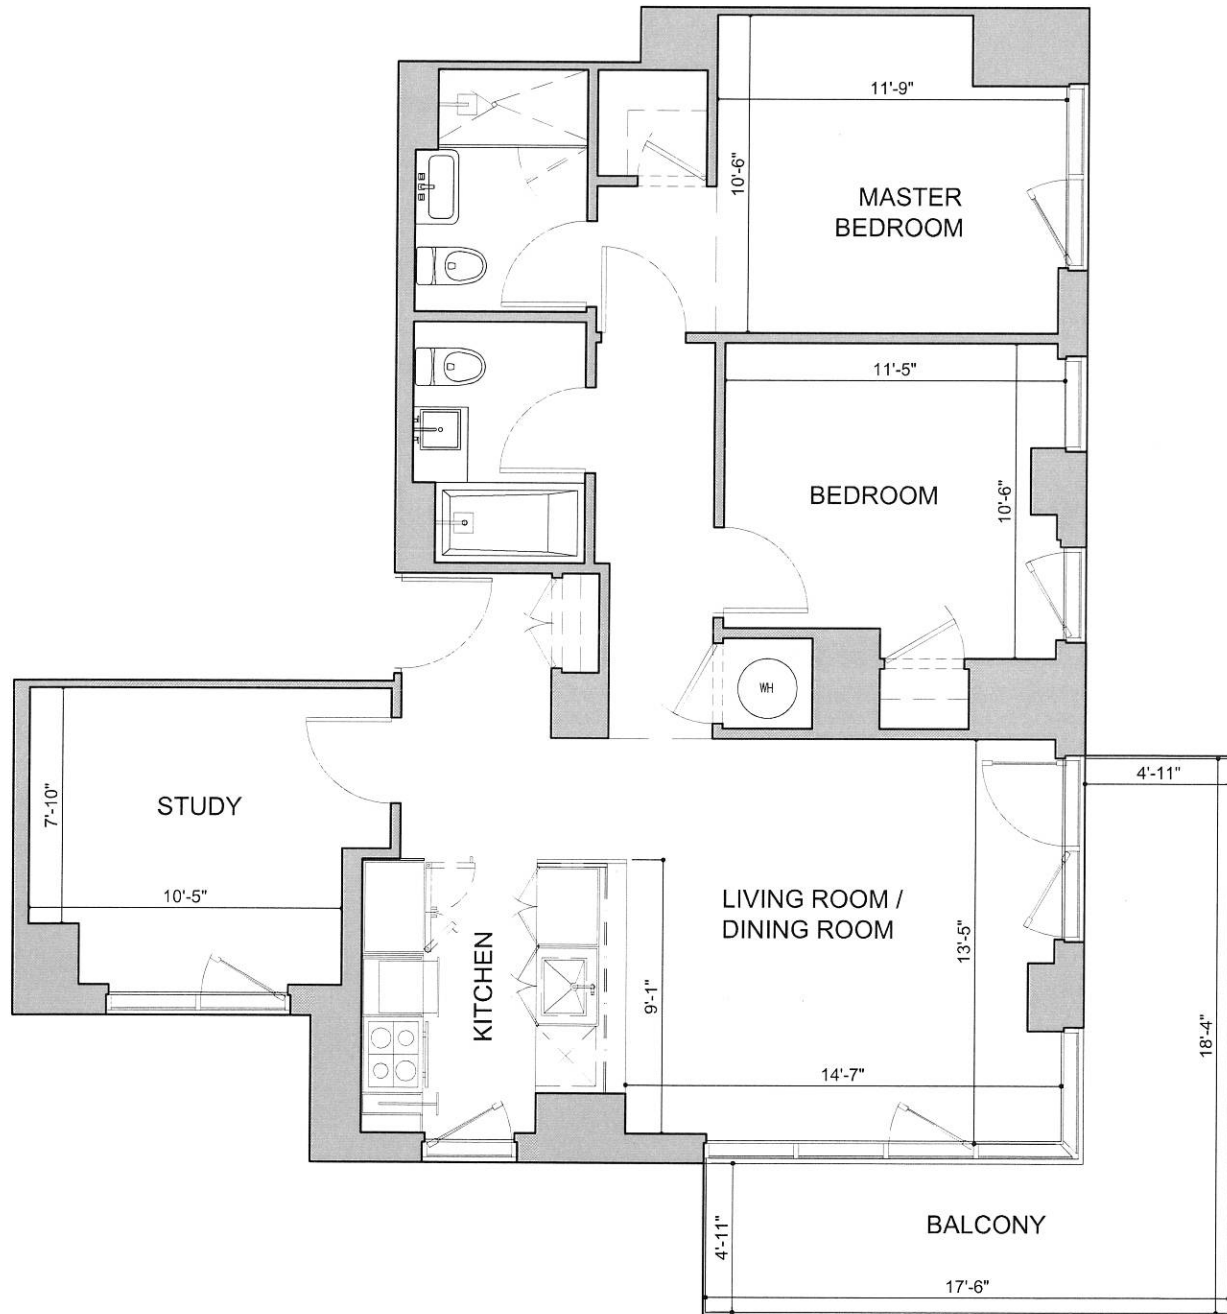 11'-9"
10'-6"
MASTER
BEDROOM
11'-5"
BEDROOM
10'-6"
WH
4'-11"
7'-10"
STUDY
10'-5"
LIVING ROOM /
DINING ROOM
13'-5"
KITCHEN
9'-1"
18'-4"
14'-7"
4'-11"
BALCONY
17'-6"